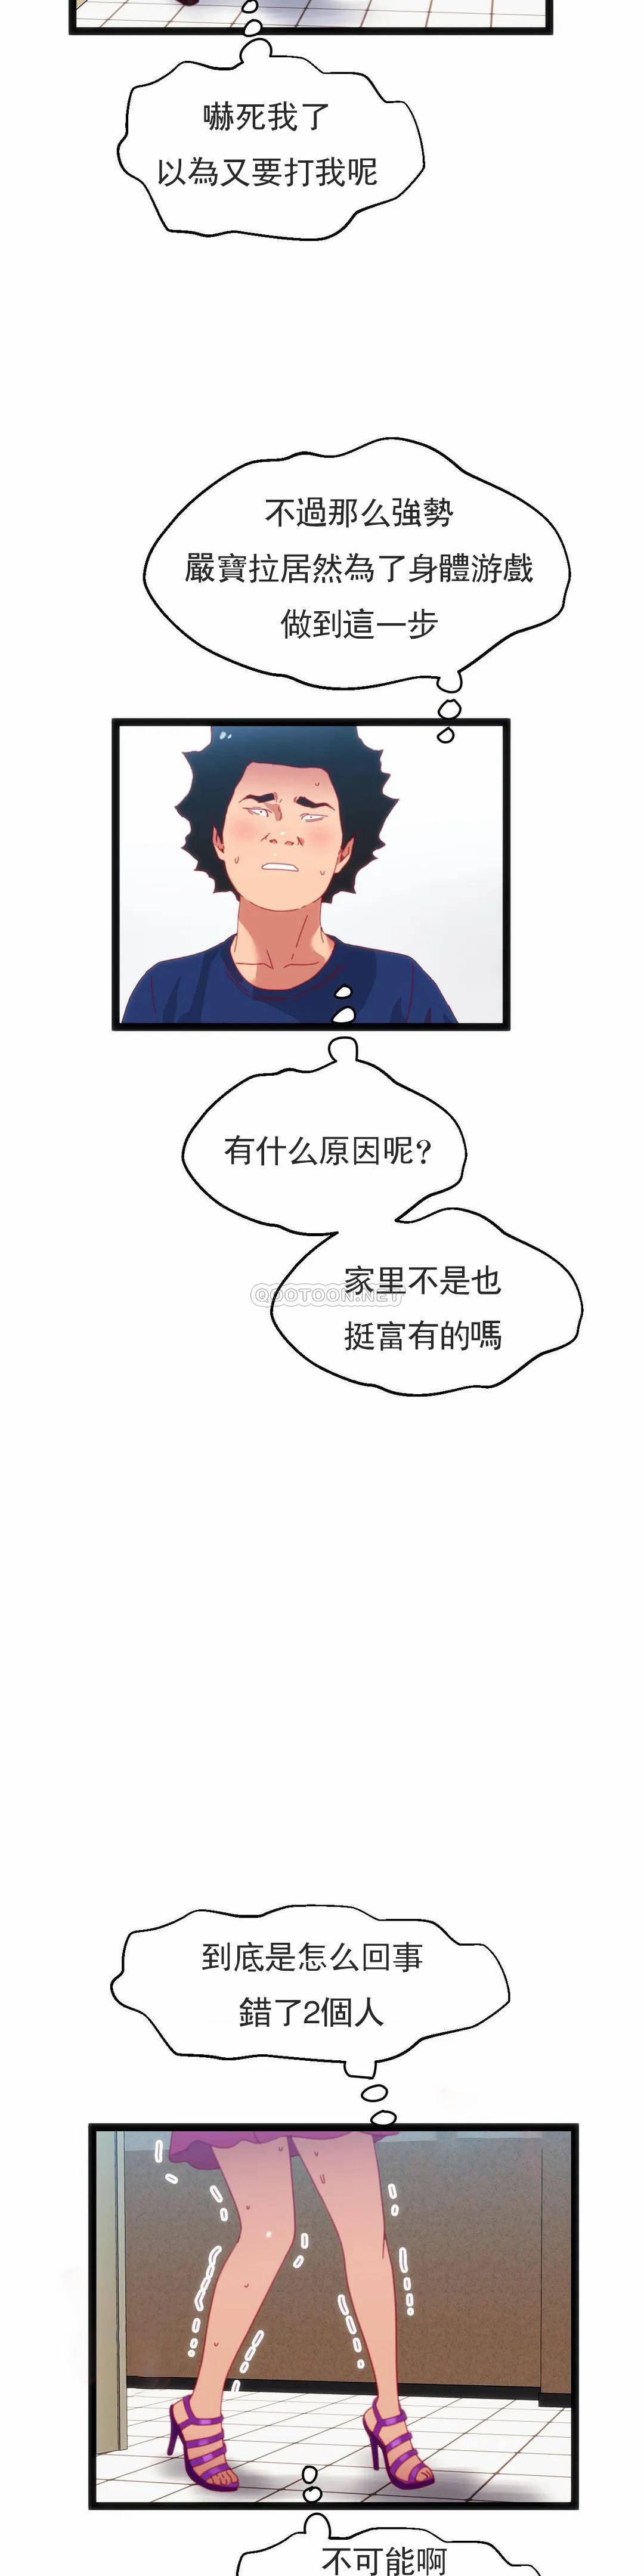 嚇死我了
以為又要打我呢
不過那么強勢
嚴寶拉居然為了身體游戲
做到這一步
有什么原因呢?
家里不是也
QOOTOON.NET
挺富有的嗎
到底是怎么回事
錯了2個人
不可能啊